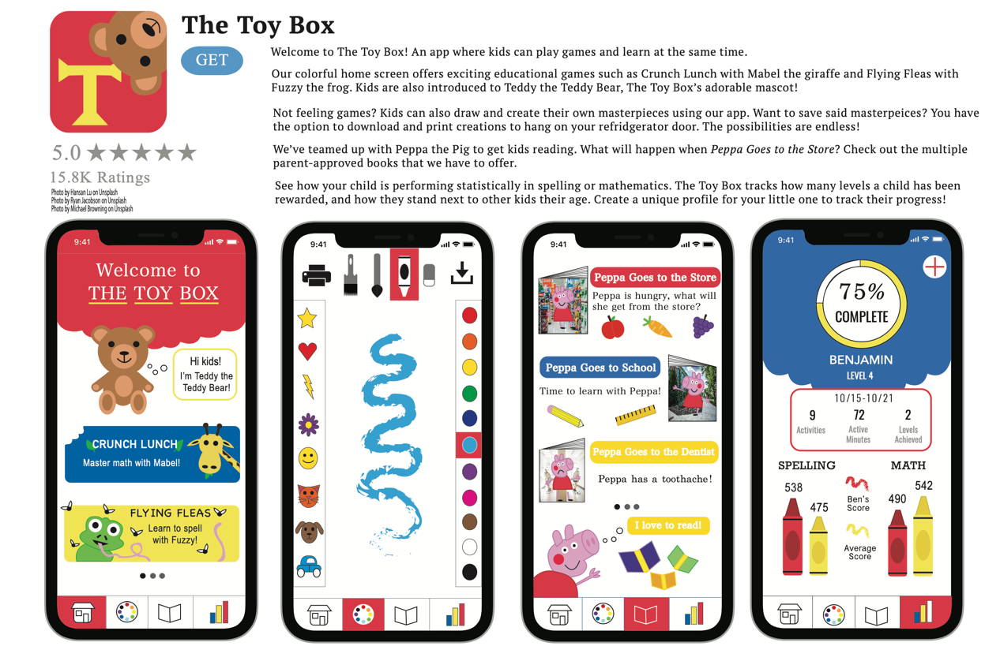 The Toy Box
GET
T
5.0 ★★★★★
15.8K Ratings
Photo by Hansan Lu on Unsplash
Photo by Ryan Jacobson on Unsplash
Photo by Michael Browning on Unsplash
Welcome to The Toy Box! An app where kids can play games and learn at the same time.
Our colorful home screen offers exciting educational games such as Crunch Lunch with Mabel the giraffe and Flying Fleas with
Fuzzy the frog. Kids are also introduced to Teddy the Teddy Bear, The Toy Box’s adorable mascot!
Not feeling games? Kids can also draw and create their own masterpieces using our app. Want to save said masterpeices? You have
the option to download and print creations to hang on your refridgerator door. The possibilities are endless!
We’ve teamed up with Peppa the Pig to get kids reading. What will happen when Peppa Goes to the Store? Check out the multiple
parent-approved books that we have to offer.
See how your child is performing statistically in spelling or mathematics. The Toy Box tracks how many levels a child has been
rewarded, and how they stand next to other kids their age. Create a unique profile for your little one to track their progress!
9:41
Welcome to
THE TOY BOX
Hi kids!
I’m Teddy the
Teddy Bear!
CRUNCH LUNCH
Master math with Mabel!
FLYING FLEAS
Learn to spell
with Fuzzy!
9:41
9:41
Peppa Goes to the Store
Peppa is hungry, what will
she get from the store?
Peppa Goes to School
Time to learn with Peppa!
Peppa Goes to the Dentist
Peppa has a toothache!
I love to read!
9:41
75%
COMPLETE
BENJAMIN
LEVEL 4
10/15-10/21
9 72 2
Activities Active Levels
Minutes Achieved
SPELLING MATH
538 475 490 542
Ben’s
Score
Average
Score